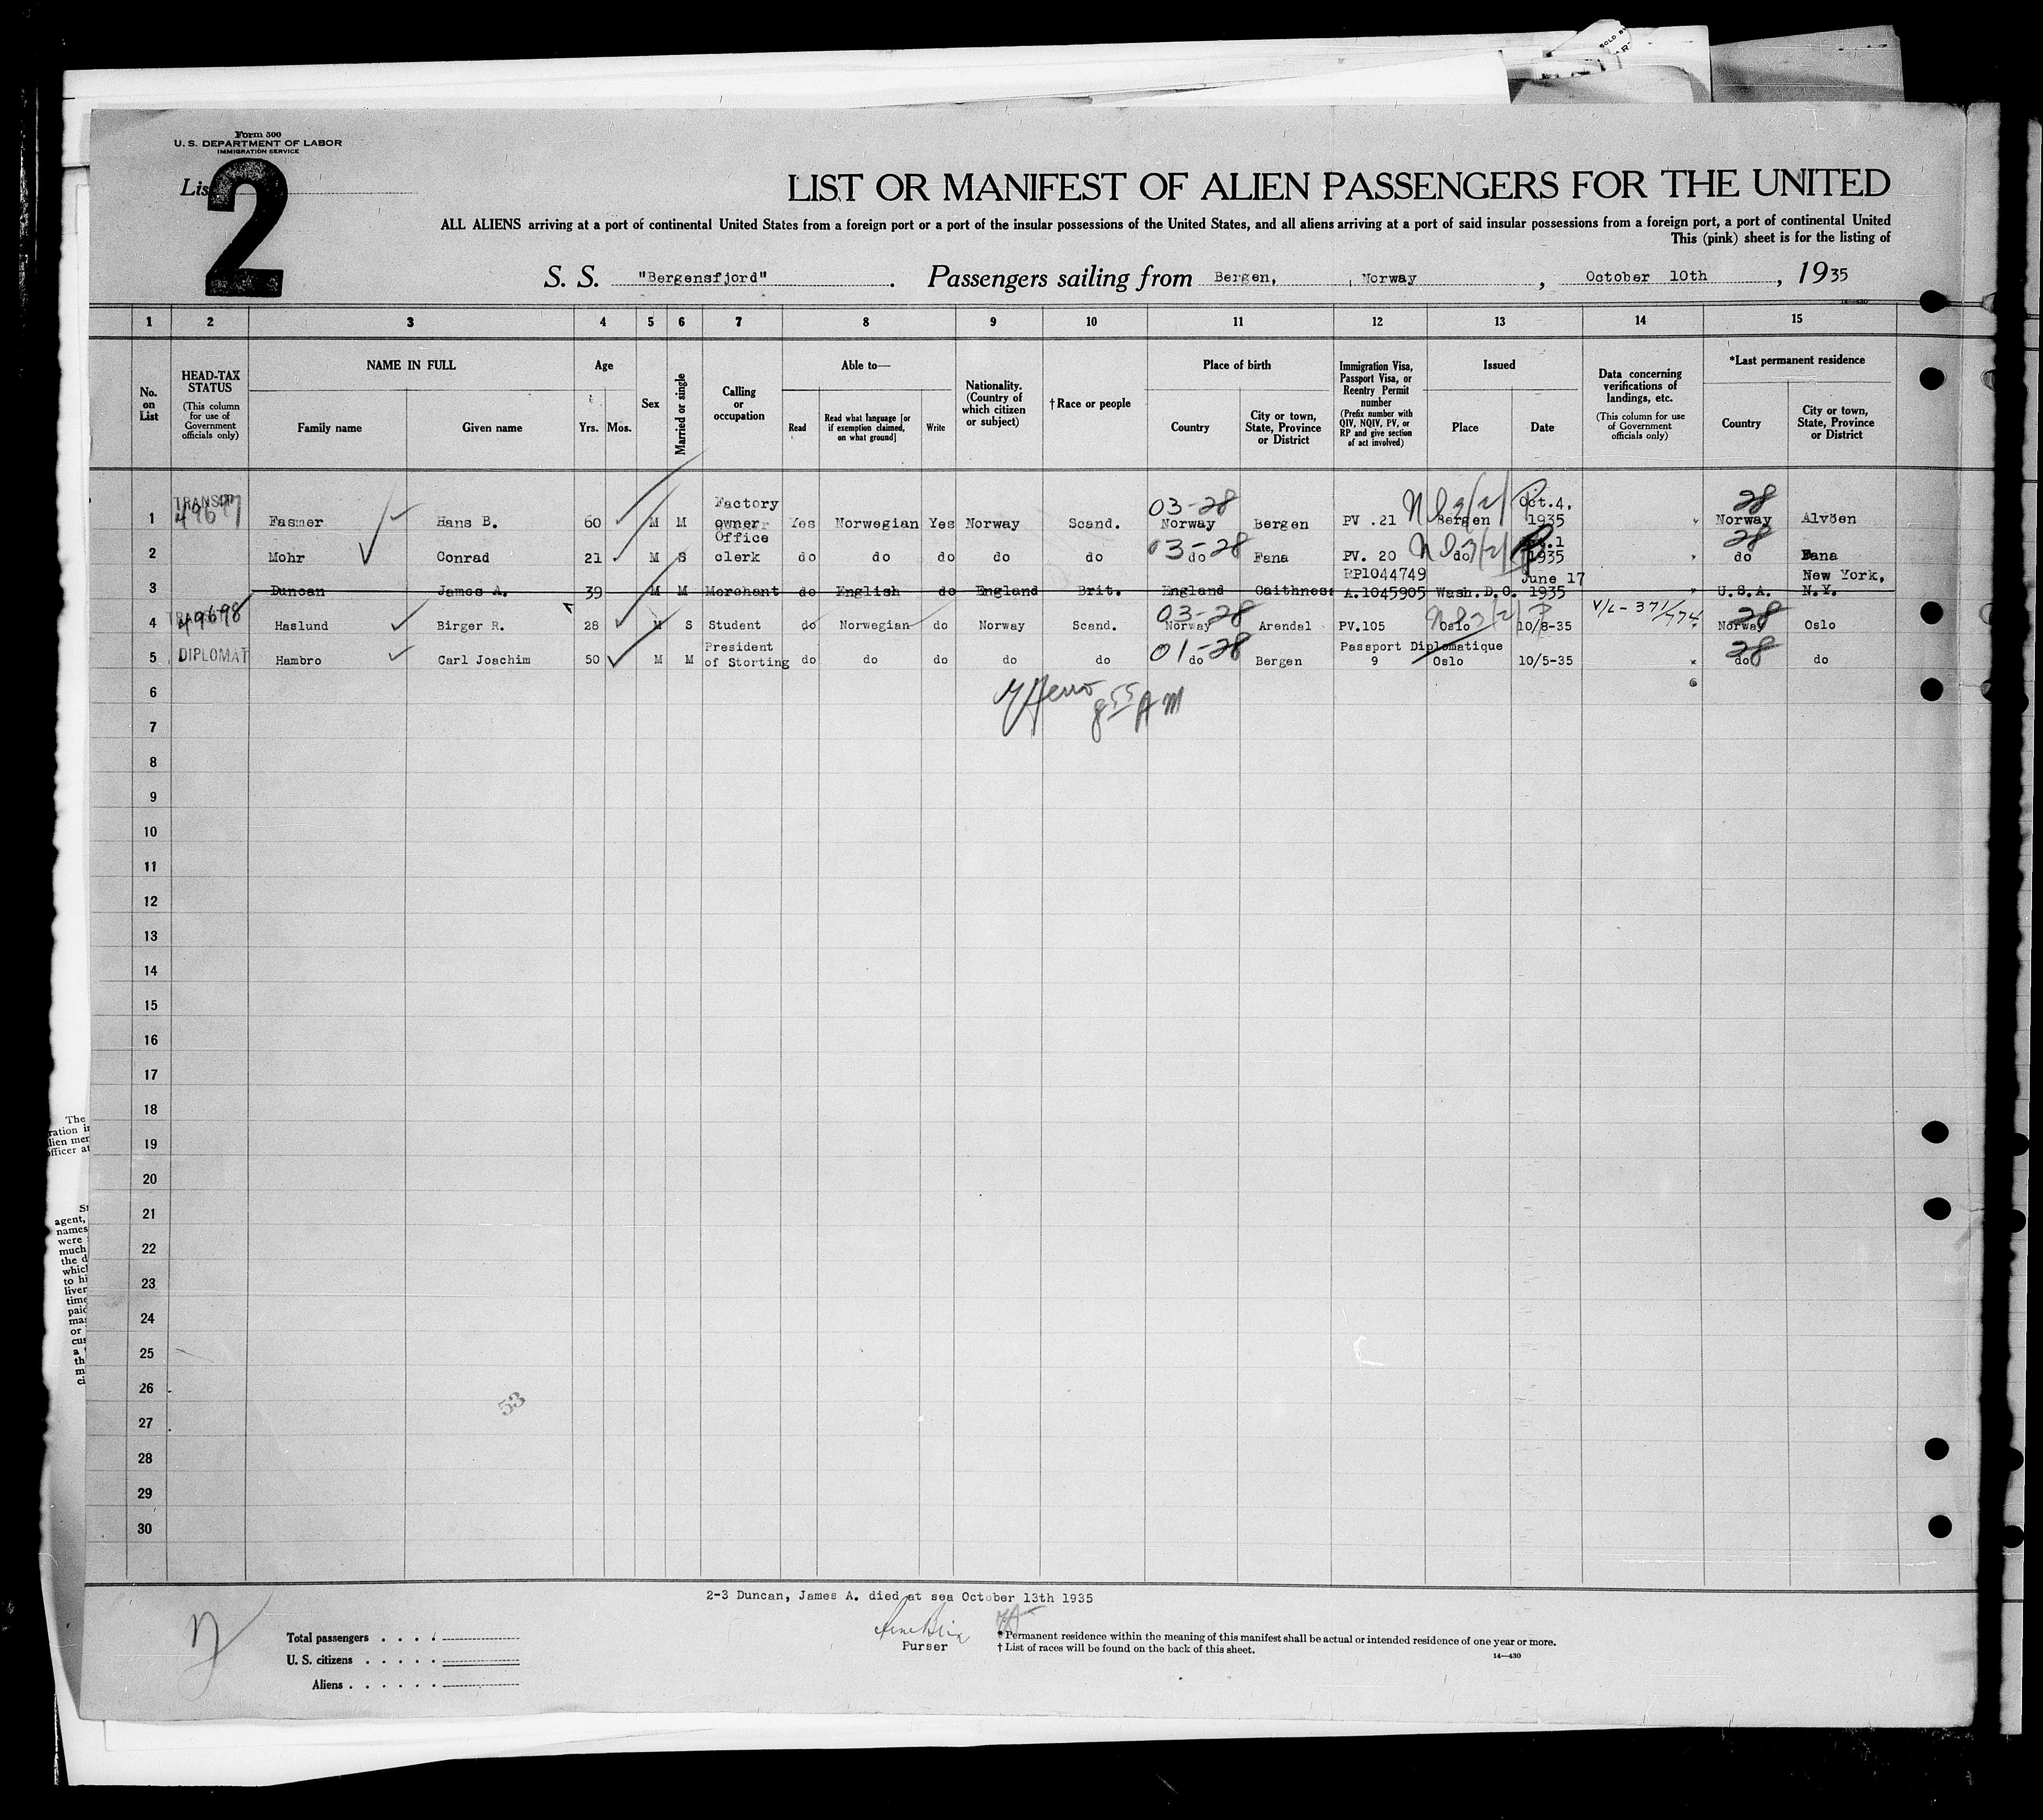 Form 500
U. S. DEPARTMENT OF LABOR
IMMIGRATION SERVICE
Lis
2
LIST OR MANIFEST OF ALIEN PASSENGERS FOR THE UNITED
ALL ALIENS arriving at a port of continental United States from a foreign port or a port of the insular possessions of the United States, and all aliens arriving at a port of said insular possessions from a foreign port, a port of continental United
This (pink) sheet is for the listing of
S. S. "Bergensfjord" . Passengers sailing from Bergen, , Norway , October 10th , 1935
1 2 3 4 5 6 7 8 9 10 11 12 13 14 15
No. on List
HEAD-TAX STATUS
(This column for use of Government officials only)
NAME IN FULL
Family name Given name
Age
Yrs. Mos.
Sex
Married or single
Calling or occupation
Able to—
Read
Read what language [or if exemption claimed, on what ground]
Write
Nationality. (Country of which citizen or subject)
†Race or people
Place of birth
Country
City or town, State, Province or District
Immigration Visa, Passport Visa, or Reentry Permit number
(Prefix number with QIV, NQIV, PV, or RP and give section of act involved)
Issued
Place Date
Data concerning verifications of landings, etc.
(This column for use of Government officials only)
*Last permanent residence
Country
City or town, State, Province or District
1 TRANSIT 49697 Fasmer Hans B. 60 M M Factory owner Yes Norwegian Yes Norway Scand. 03-28 Norway Bergen PV .21 Bergen Oct.4, 1935 28 Norway Alvöen
2 Mohr Conrad 21 M S Office clerk do do do do do 03-28 do Fana PV. 20 do 1935 28 do Fana
3 Duncan James A. 39 M M Merchant do English do England Brit. England Caithness RP1044749 A.1045905 Wash.D.C. June 17 1935 U.S.A. New York, N.Y.
4 49698 Haslund Birger R. 28 M S Student do Norwegian do Norway Scand. 03-28 Norway Arendal PV.105 Oslo 10/8-35 V/L-371/774 28 Norway Oslo
5 DIPLOMAT Hambro Carl Joachim 50 M M President of Storting do do do do do 01-28 do Bergen Passport Diplomatique 9 Oslo 10/5-35 28 do do
6
6
8 55 AM
7
8
9
10
11
12
13
14
15
16
17
18
19
20
21
22
23
24
25
26
27
28
29
30
53
2-3 Duncan, James A. died at sea October 13th 1935
Purser
Total passengers . . . .
U. S. citizens . . . . .
Aliens . . . . . .
* Permanent residence within the meaning of this manifest shall be actual or intended residence of one year or more.
† List of races will be found on the back of this sheet.
14—430